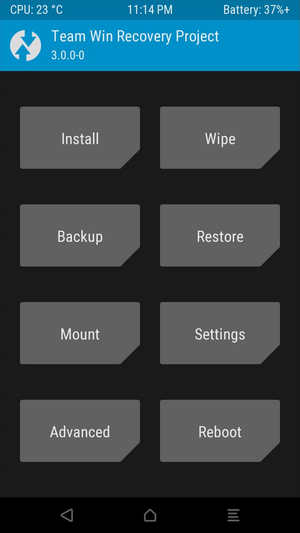 CPU: 23 °C 11:14 PM Battery: 37%+
Team Win Recovery Project
3.0.0-0
Install Wipe
Backup Restore
Mount Settings
Advanced Reboot